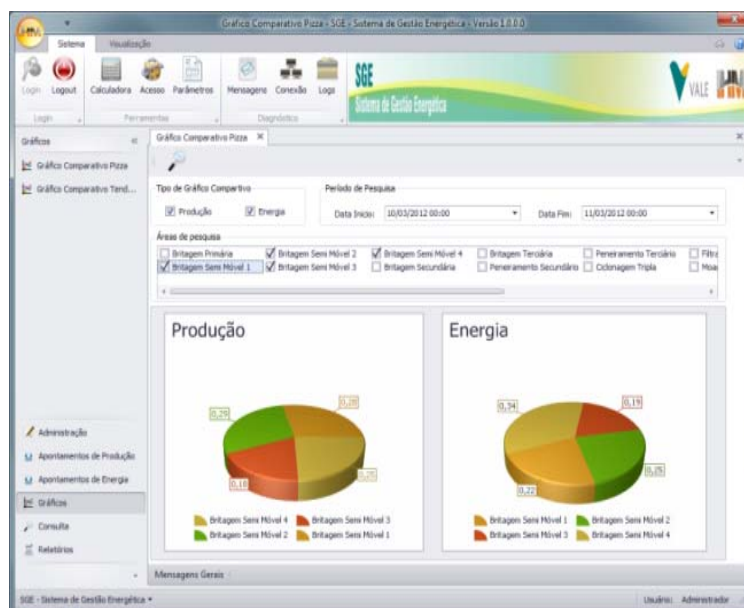 Gráfico Comparativo Pizza - SGE - Sistema de Gestão Energética - Versão 1.0.0.0
Sistema Visualização
Login Logout Calculadora Acesso Parâmetros Mensagens Conexão Logs
Login Ferramentas Diagnóstico
SGE
Sistema de Gestão Energética
VALE
Gráficos
Gráfico Comparativo Pizza
Gráfico Comparativo Tend...
Gráfico Comparativo Pizza
Tipo de Gráfico Compartivo
Produção Energia
Período de Pesquisa
Data Inicio: 10/03/2012 00:00 Data Fim: 11/03/2012 00:00
Áreas de pesquisa
Britagem Primária Britagem Semi Móvel 2 Britagem Semi Móvel 4 Britagem Terciária Peneiramento Terciário Filtra
Britagem Semi Móvel 1 Britagem Semi Móvel 3 Britagem Secundária Peneiramento Secundário Ciclonagem Tripla Moag
Produção
0,29
0,28
0,18
Britagem Semi Móvel 4 Britagem Semi Móvel 3
Britagem Semi Móvel 2 Britagem Semi Móvel 1
Energia
0,34
0,19
0,22
0,25
Britagem Semi Móvel 1 Britagem Semi Móvel 2
Britagem Semi Móvel 3 Britagem Semi Móvel 4
Administração
Apontamentos de Produção
Apontamentos de Energia
Gráficos
Consulta
Relatórios
Mensagens Gerais
SGE - Sistema de Gestão Energética
Usuário: Administrador